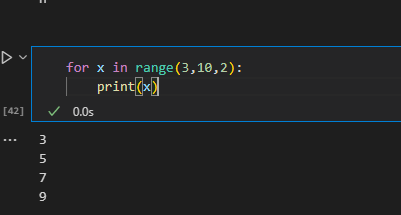 for x in range(3,10,2):
    print(x)
[42]
0.0s
...
3
5
7
9